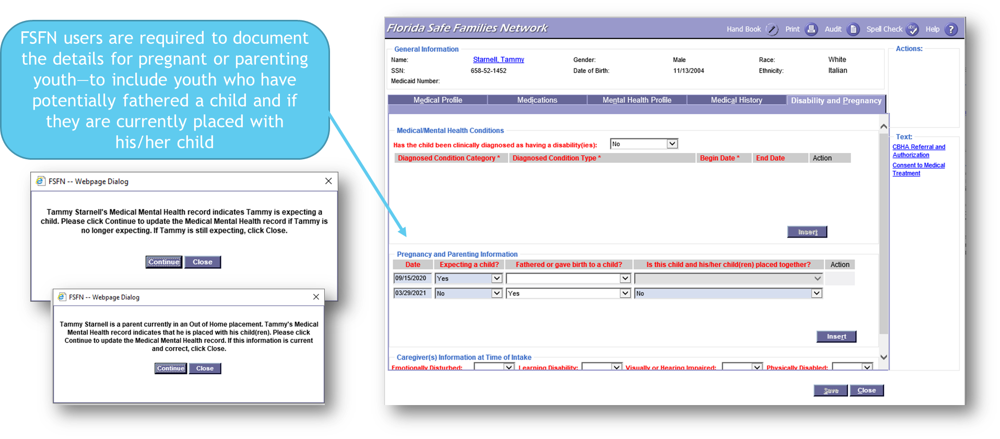 FSFN users are required to document
the details for pregnant or parenting
youth—to include youth who have
potentially fathered a child and if
they are currently placed with
his/her child
FSFN -- Webpage Dialog
Tammy Starnell's Medical Mental Health record indicates Tammy is expecting a
child. Please click Continue to update the Medical Mental Health record if Tammy is
no longer expecting. If Tammy is still expecting, click Close.
Continue Close
FSFN -- Webpage Dialog
Tammy Starnell is a parent currently in an Out of Home placement. Tammy's Medical
Mental Health record indicates that he is placed with his child(ren). Please click
Continue to update the Medical Mental Health record. If this information is current
and correct, click Close.
Continue Close
Florida Safe Families Network Hand Book Print Audit Spell Check abc Help ?
General Information
Name: Starnell, Tammy Gender: Male Race: White
SSN: 658-52-1452 Date of Birth: 11/13/2004 Ethnicity: Italian
Medicaid Number:
Medical Profile Medications Mental Health Profile Medical History Disability and Pregnancy
Medical/Mental Health Conditions
Has the child been clinically diagnosed as having a disability(ies): No
Diagnosed Condition Category * Diagnosed Condition Type * Begin Date * End Date Action
Insert
Pregnancy and Parenting Information
Date Expecting a child? Fathered or gave birth to a child? Is this child and his/her child(ren) placed together? Action
09/15/2020 Yes
03/29/2021 No Yes No
Insert
Caregiver(s) Information at Time of Intake
Emotionally Disturbed: Learning Disability: Visually or Hearing Impaired: Physically Disabled:
Save Close
Actions:
Text:
CBHA Referral and
Authorization
Consent to Medical
Treatment